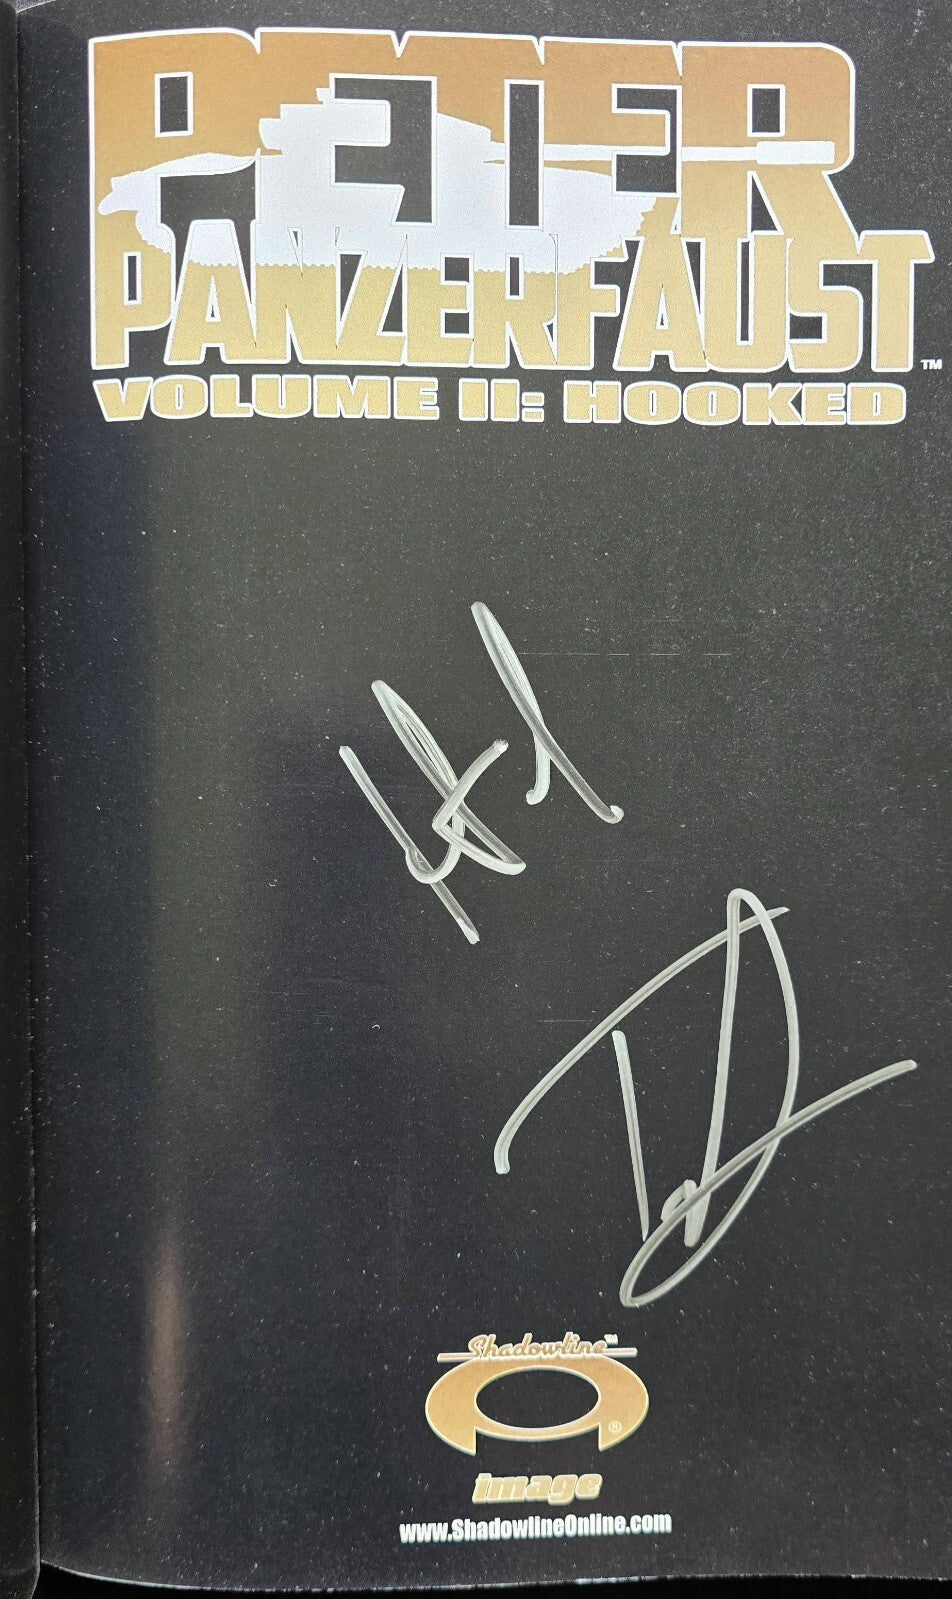 PETER
PANZERFAUST™
VOLUME II: HOOKED
Shadowline™
®
image
www.ShadowlineOnline.com